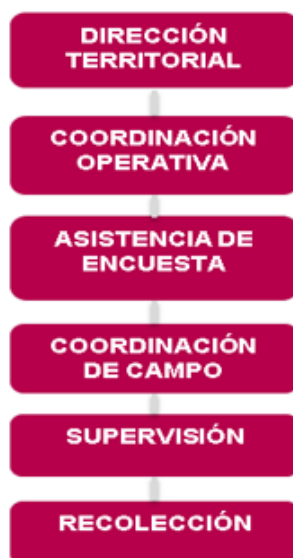 DIRECCIÓN
TERRITORIAL
COORDINACIÓN
OPERATIVA
ASISTENCIA DE
ENCUESTA
COORDINACIÓN
DE CAMPO
SUPERVISIÓN
RECOLECCIÓN